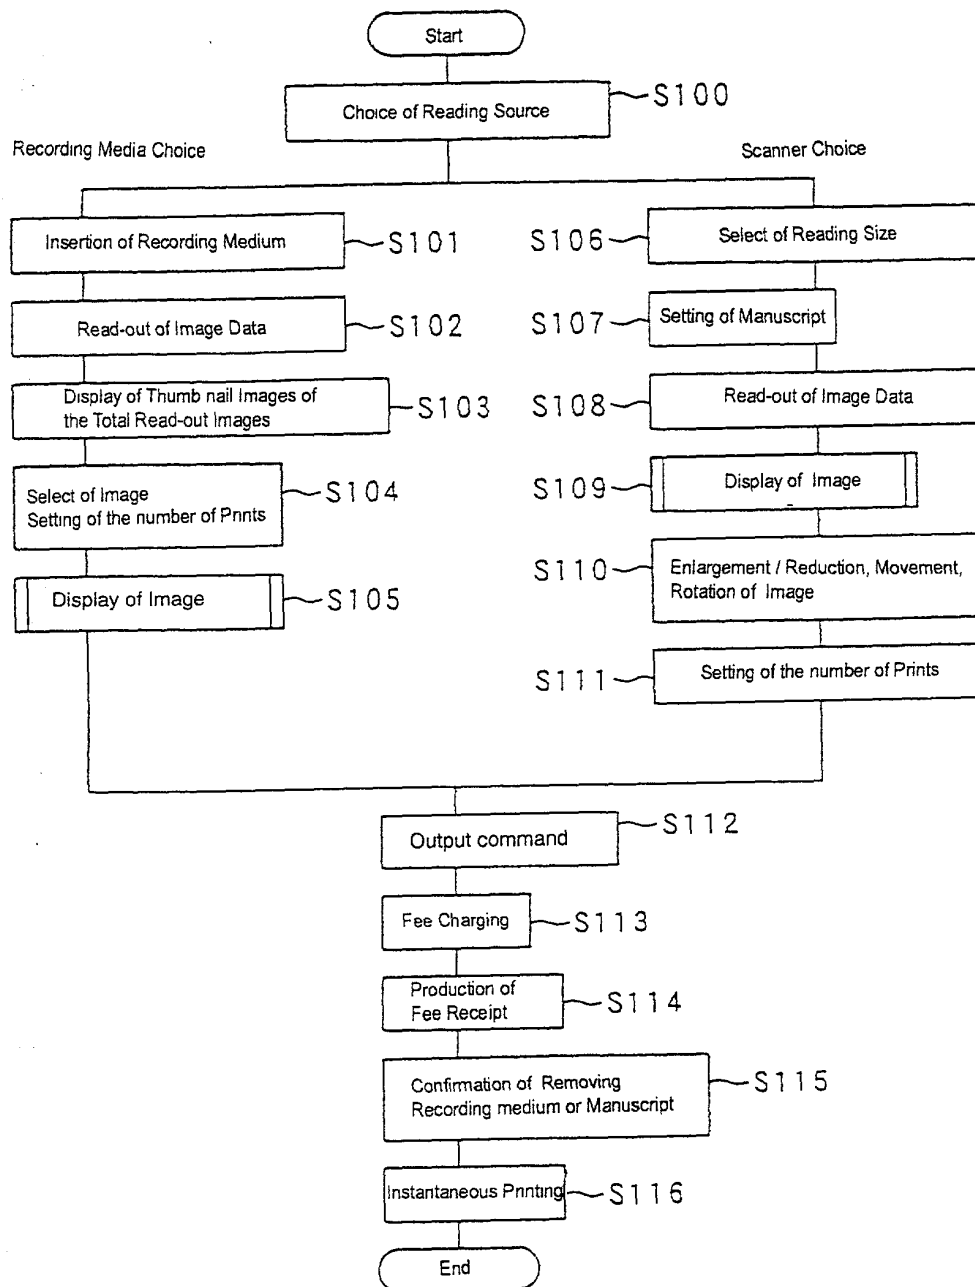 Start
Choice of Reading Source
S100
Recording Media Choice
Scanner Choice
Insertion of Recording Medium
S101
Read-out of Image Data
S102
Display of Thumb nail Images of
the Total Read-out Images
S103
Select of Image
Setting of the number of Prints
S104
Display of Image
S105
S106
Select of Reading Size
S107
Setting of Manuscript
S108
Read-out of Image Data
S109
Display of Image
S110
Enlargement / Reduction, Movement,
Rotation of Image
S111
Setting of the number of Prints
Output command
S112
Fee Charging
S113
Production of
Fee Receipt
S114
Confirmation of Removing
Recording medium or Manuscript
S115
Instantaneous Printing
S116
End